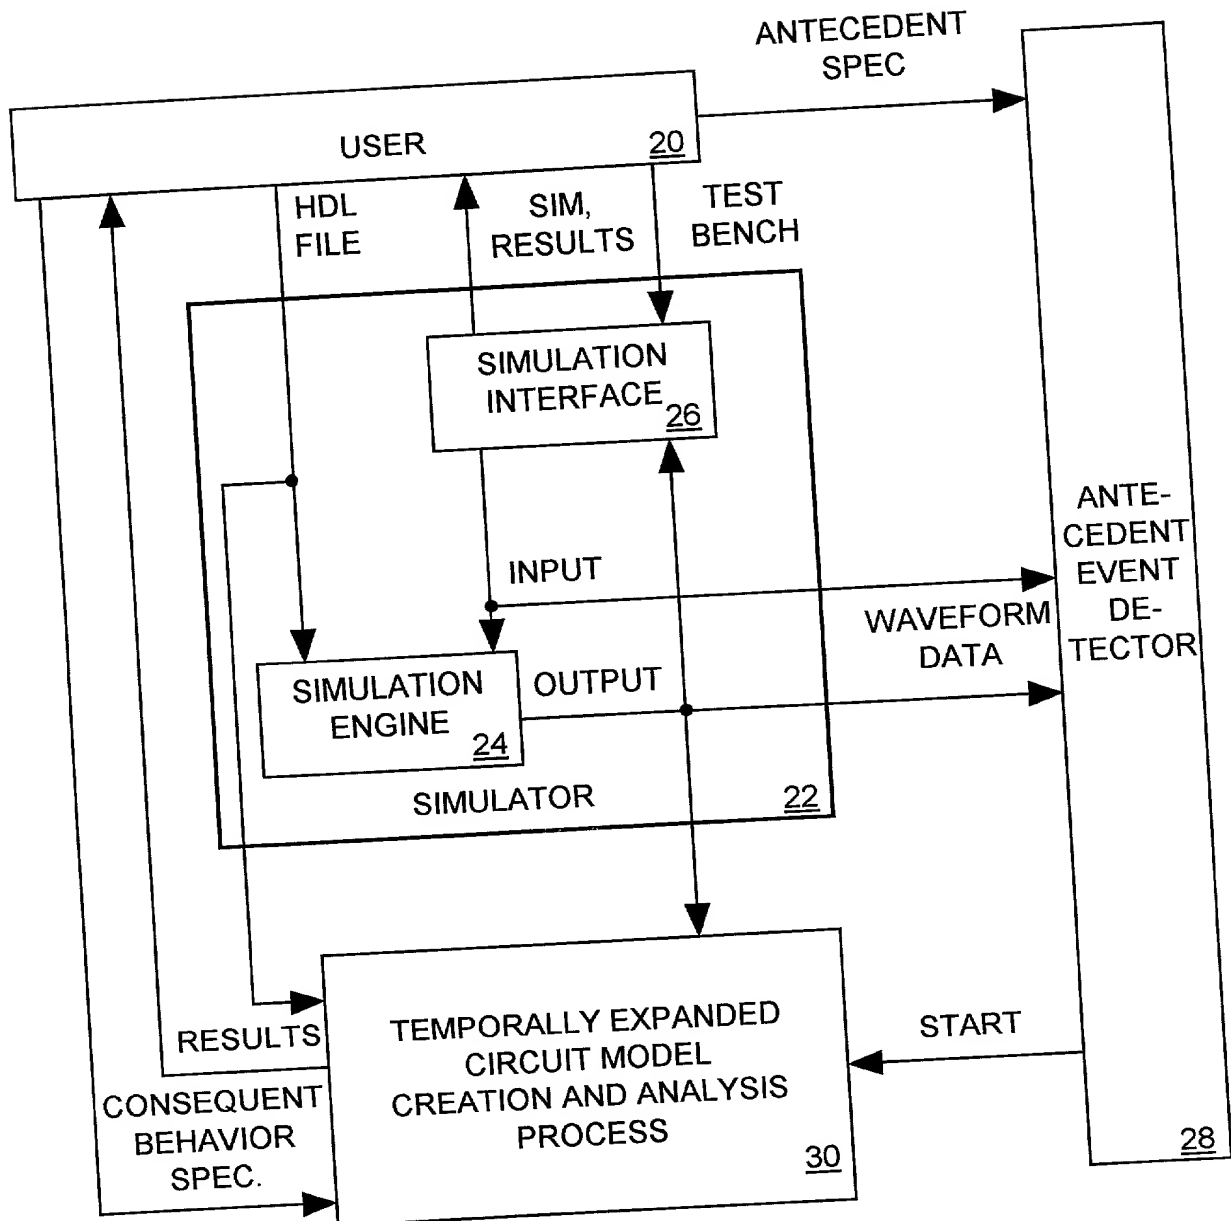 ANTECEDENT
SPEC
USER
20
HDL
FILE
SIM,
RESULTS
TEST
BENCH
SIMULATION
INTERFACE
26
INPUT
ANTE-
CEDENT
EVENT
DE-
TECTOR
WAVEFORM
DATA
SIMULATION
ENGINE
24
OUTPUT
SIMULATOR
22
RESULTS
TEMPORALLY EXPANDED
CIRCUIT MODEL
CREATION AND ANALYSIS
PROCESS
30
START
CONSEQUENT
BEHAVIOR
SPEC.
28